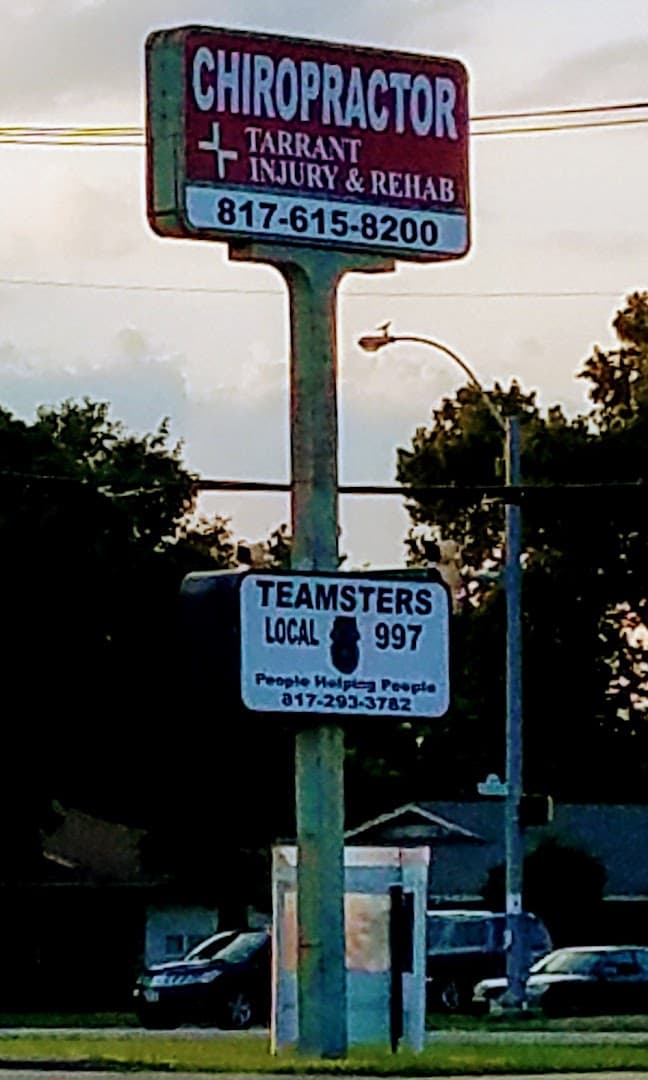 CHIROPRACTOR
TARRANT
INJURY & REHAB
817-615-8200
TEAMSTERS
LOCAL 997
People Helping People
817-293-3782